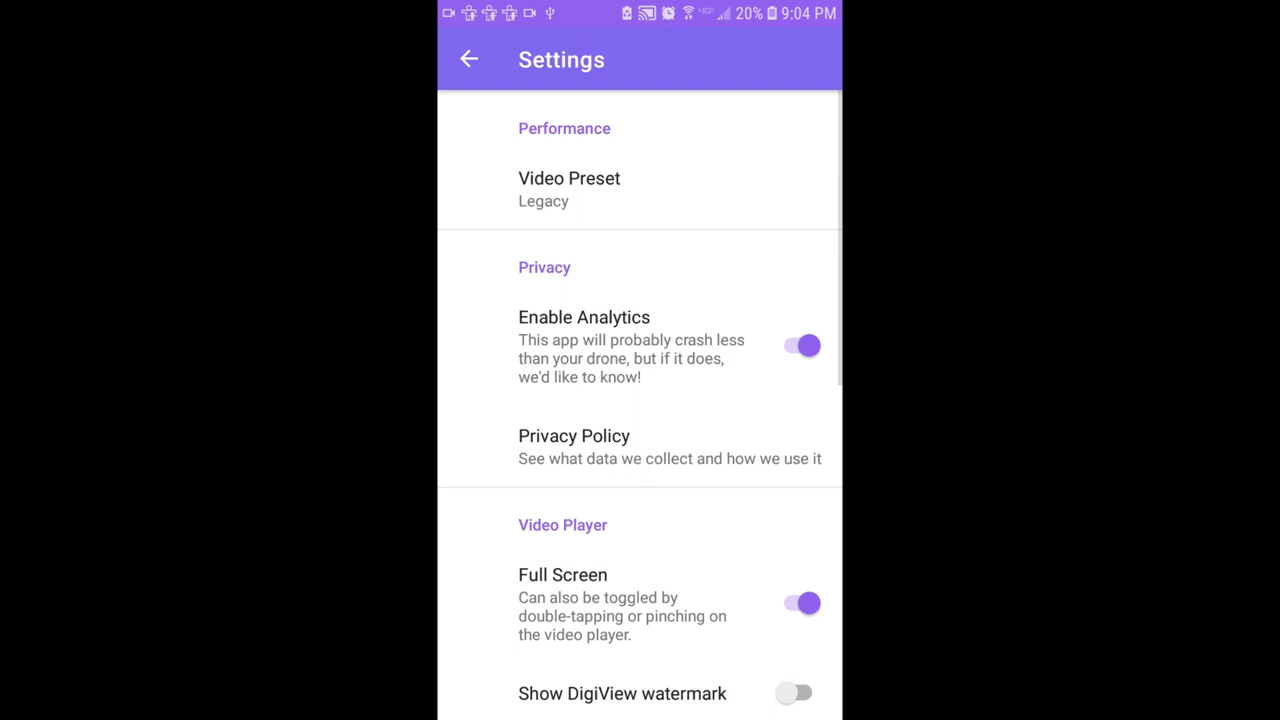 20% 9:04 PM
Settings
Performance
Video Preset
Legacy
Privacy
Enable Analytics
This app will probably crash less
than your drone, but if it does,
we'd like to know!
Privacy Policy
See what data we collect and how we use it
Video Player
Full Screen
Can also be toggled by
double-tapping or pinching on
the video player.
Show DigiView watermark